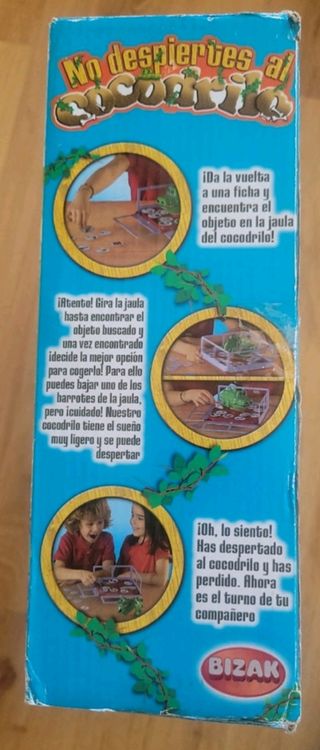 No despiertes al
cocodrilo
¡Da la vuelta
a una ficha y
encuentra el
objeto en la jaula
del cocodrilo!
¡Atento! Gira la jaula
hasta encontrar el
objeto buscado y
una vez encontrado
¡decide la mejor opción
para cogerlo! Para ello
puedes bajar uno de los
barrotes de la jaula,
pero ¡cuidado! Nuestro
cocodrilo tiene el sueño
muy ligero y se puede
despertar
¡Oh, lo siento!
Has despertado
al cocodrilo y has
perdido. Ahora
es el turno de tu
compañero
BIZAK